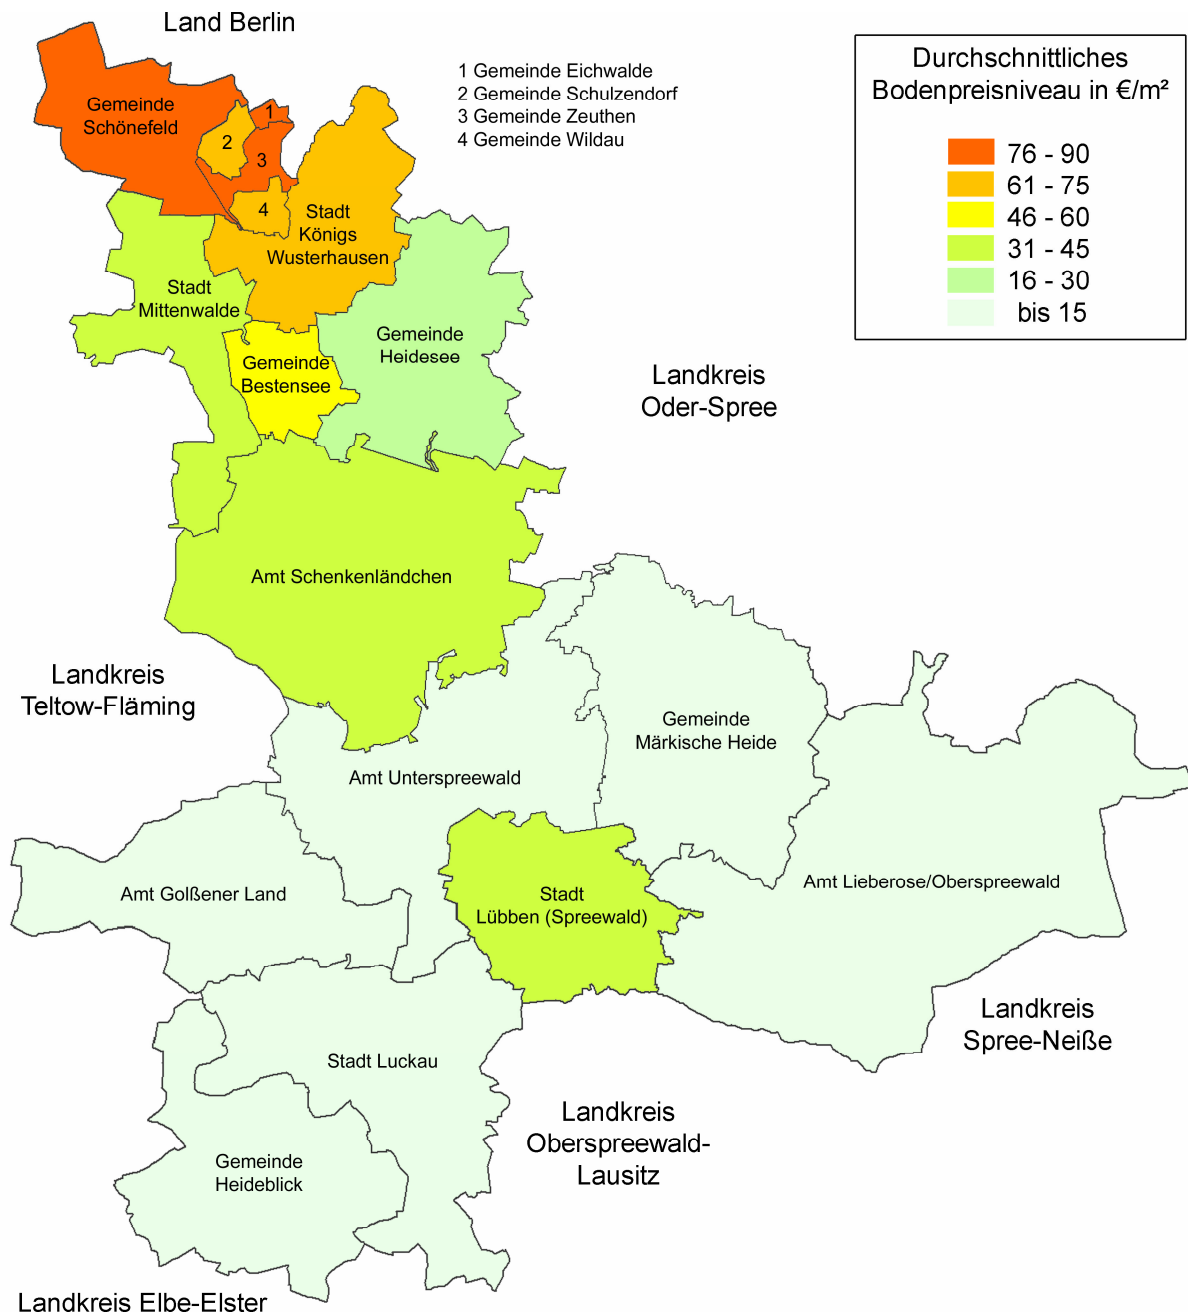 Land Berlin
1 Gemeinde Eichwalde
2 Gemeinde Schulzendorf
3 Gemeinde Zeuthen
4 Gemeinde Wildau
Durchschnittliches
Bodenpreisniveau in €/m²
76 - 90
61 - 75
46 - 60
31 - 45
16 - 30
bis 15
Gemeinde
Schönefeld
1
2
3
4
Stadt
Königs
Wusterhausen
Stadt
Mittenwalde
Gemeinde
Heidesee
Gemeinde
Bestensee
Landkreis
Oder-Spree
Amt Schenkenländchen
Landkreis
Teltow-Fläming
Gemeinde
Märkische Heide
Amt Unterspreewald
Amt Golßener Land
Stadt
Lübben (Spreewald)
Amt Lieberose/Oberspreewald
Landkreis
Spree-Neiße
Stadt Luckau
Landkreis
Oberspreewald-
Lausitz
Gemeinde
Heideblick
Landkreis Elbe-Elster